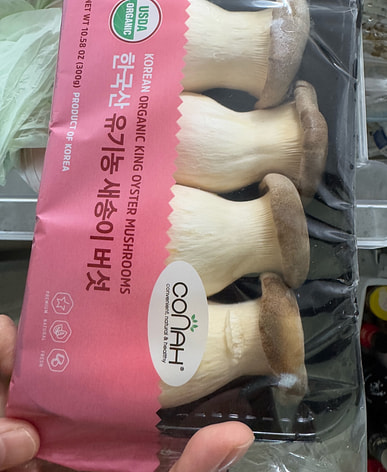 USDA
ORGANIC
NET WT 10.58 OZ (300g) PRODUCT OF KOREA
KOREAN ORGANIC KING OYSTER MUSHROOMS
한국산 유기농 새송이 버섯
CONAH®
convenient, natural & healthy
PREMIUM
NATURAL
FRESH